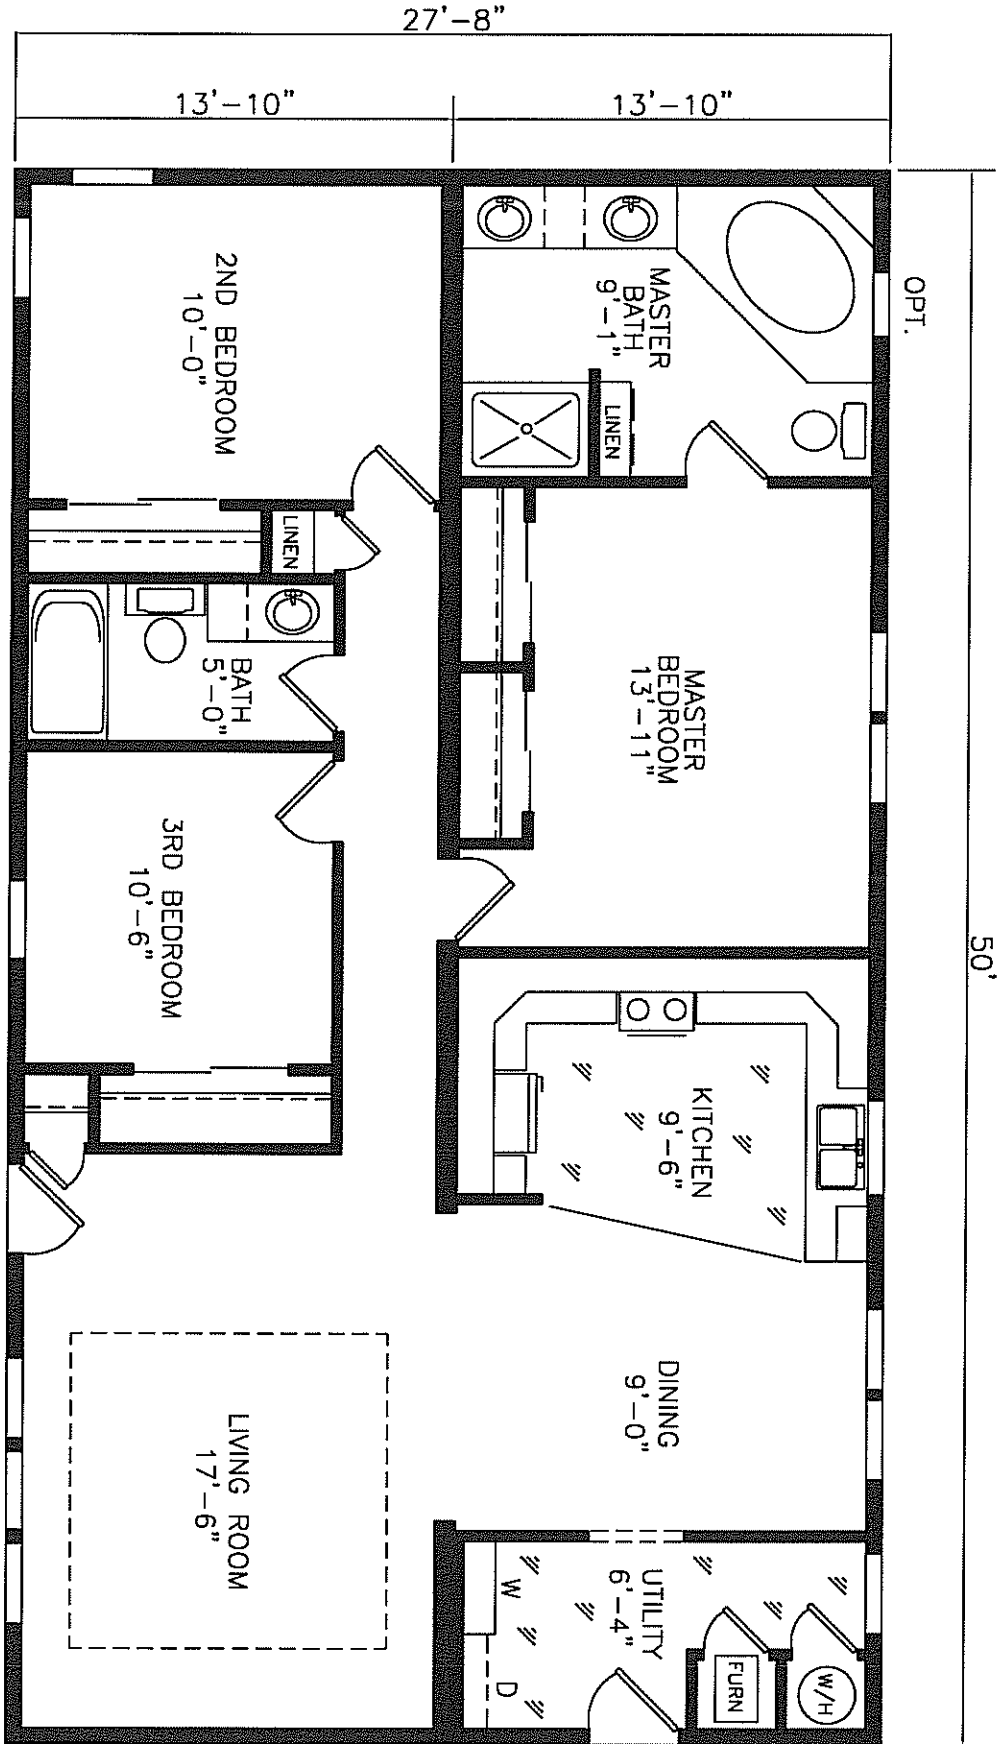 27'-8"
13'-10"
13'-10"
50'
OPT.
MASTER
BATH
9'-1"
LINEN
MASTER
BEDROOM
13'-11"
KITCHEN
9'-6"
DINING
9'-0"
UTILITY
6'-4"
W
D
FURN
W/H
2ND BEDROOM
10'-0"
LINEN
BATH
5'-0"
3RD BEDROOM
10'-6"
LIVING ROOM
17'-6"